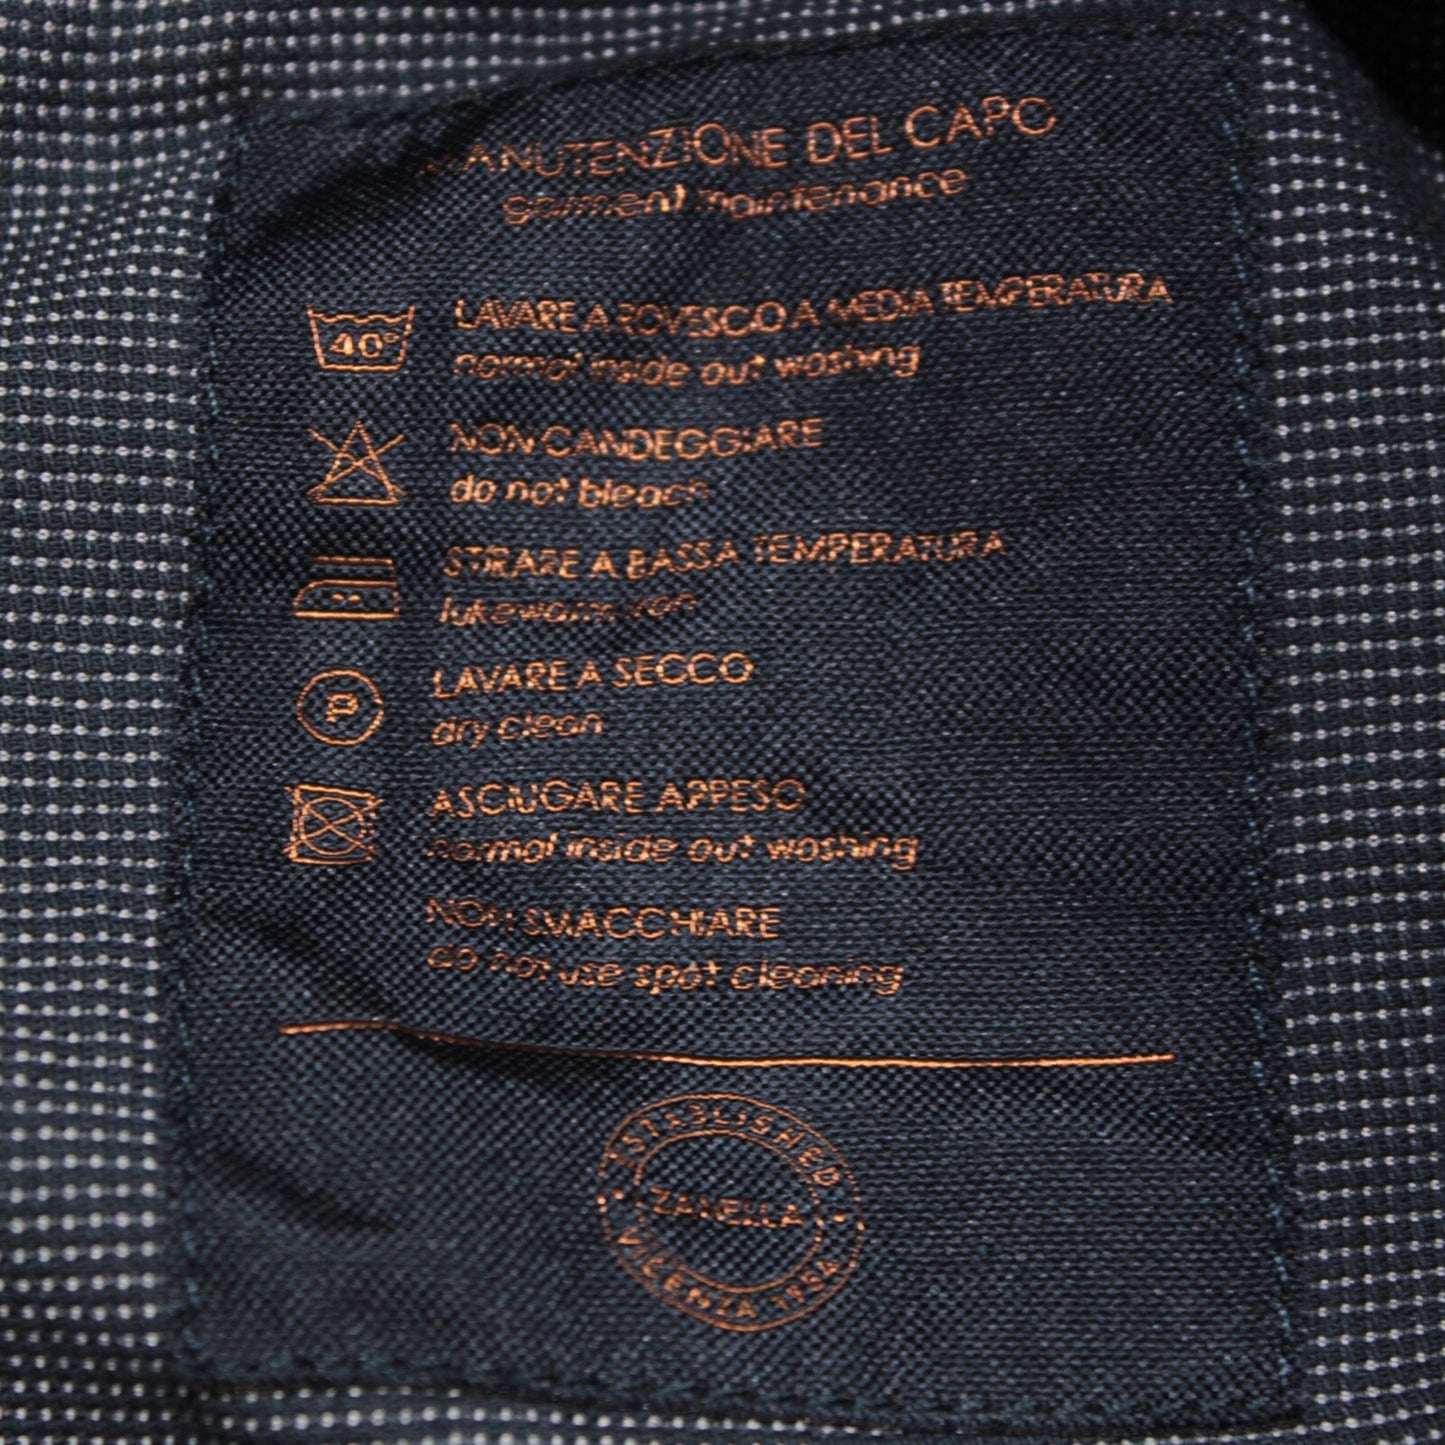 MANUTENZIONE DEL CAPO
garment maintenance
40°
LAVARE A ROVESCIO A MEDIA TEMPERATURA
normal inside out washing
NON CANDEGGIARE
do not bleach
STIRARE A BASSA TEMPERATURA
lukewarm iron
P
LAVARE A SECCO
dry clean
ASCIUGARE APPESO
normal inside out washing
NON SMACCHIARE
do not use spot cleaning
ESTABLISHED
ZANELLA
VICENZA 1954